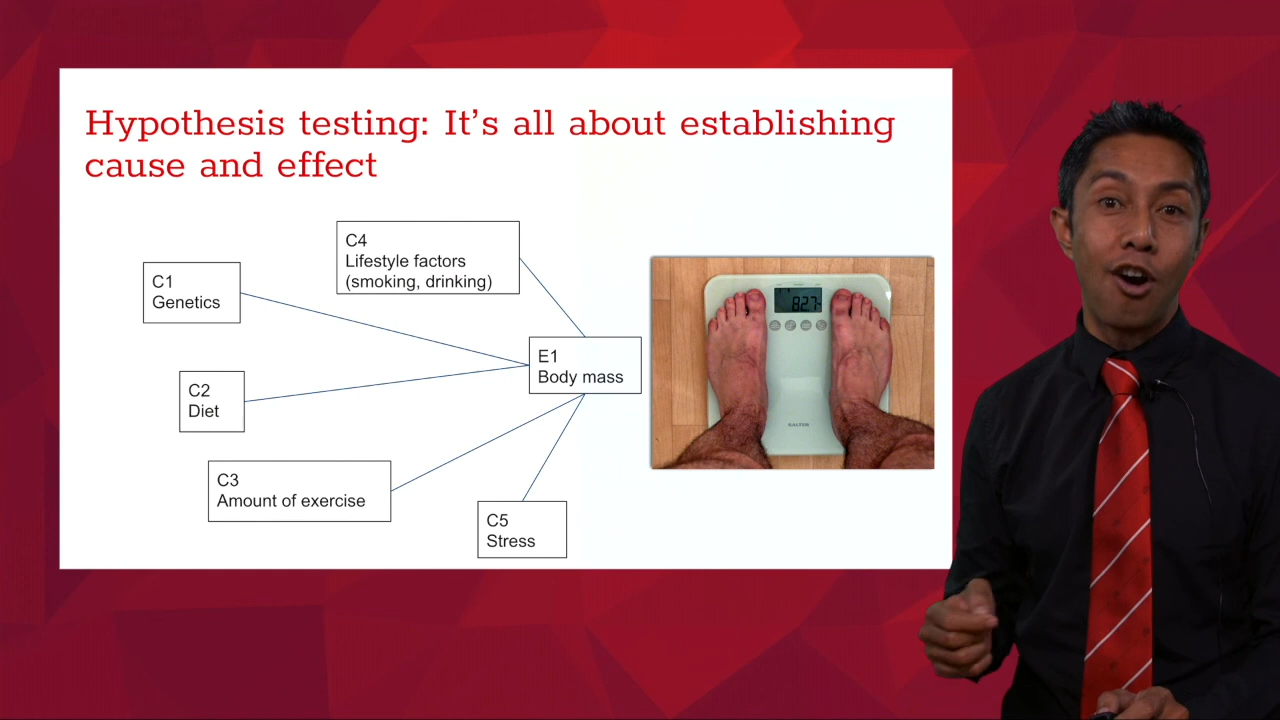 Hypothesis testing: It's all about establishing
cause and effect
C4
Lifestyle factors
(smoking, drinking)
C1
Genetics
E1
Body mass
C2
Diet
C3
Amount of exercise
C5
Stress
82.7
SALTER